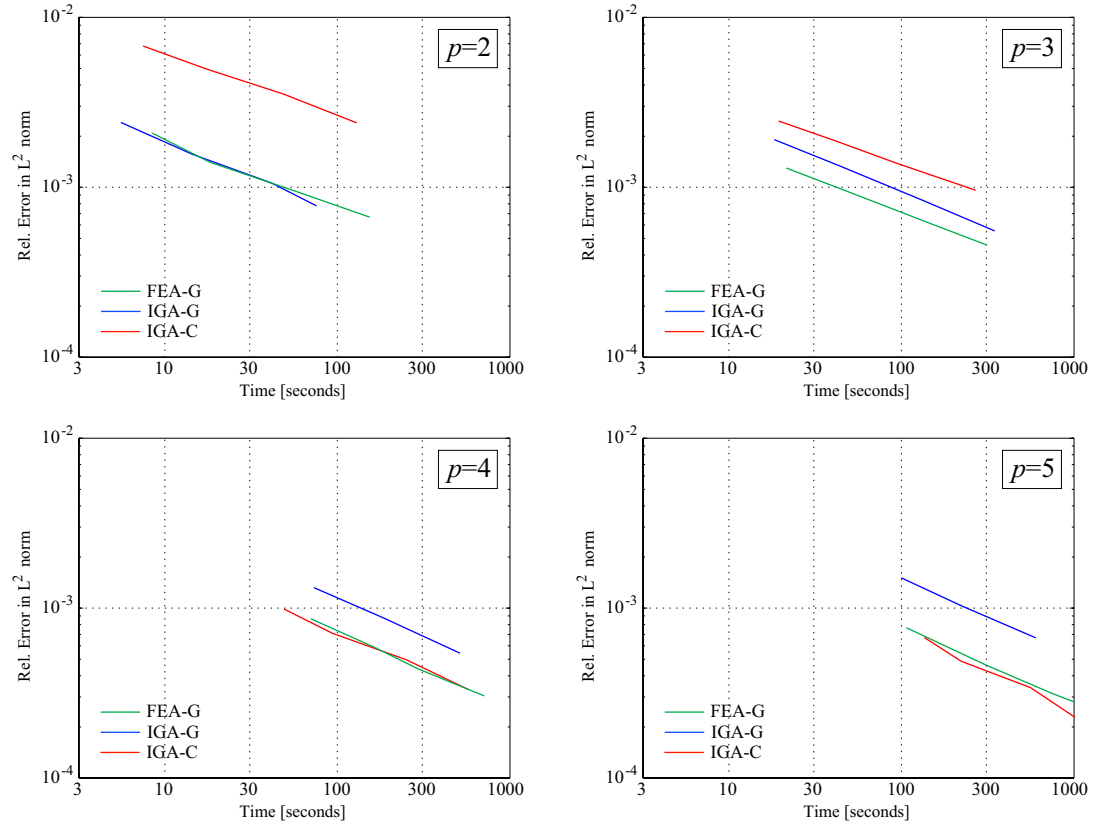 10^-2
10^-3
10^-4
Rel. Error in L^2 norm
p=2
FEA-G
IGA-G
IGA-C
3 10 30 100 300 1000
Time [seconds]
10^-2
10^-3
10^-4
Rel. Error in L^2 norm
p=3
FEA-G
IGA-G
IGA-C
3 10 30 100 300 1000
Time [seconds]
10^-2
10^-3
10^-4
Rel. Error in L^2 norm
p=4
FEA-G
IGA-G
IGA-C
3 10 30 100 300 1000
Time [seconds]
10^-2
10^-3
10^-4
Rel. Error in L^2 norm
p=5
FEA-G
IGA-G
IGA-C
3 10 30 100 300 1000
Time [seconds]